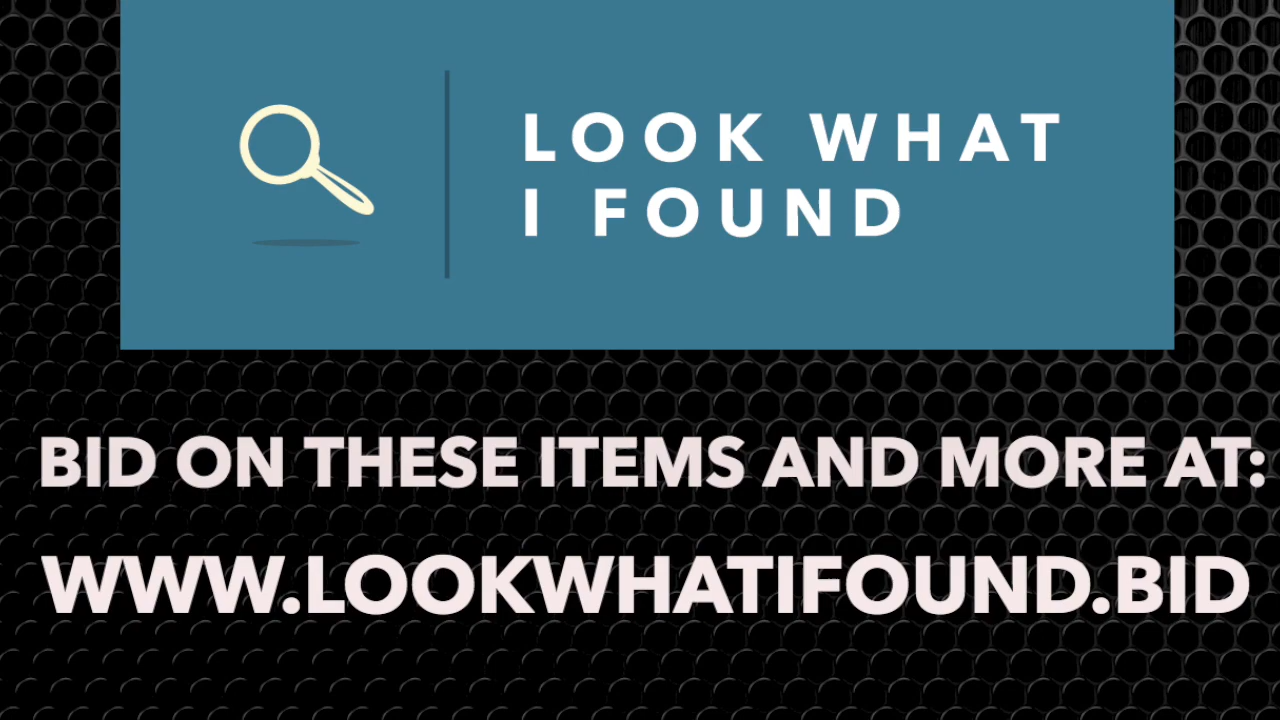 LOOK WHAT
I FOUND
BID ON THESE ITEMS AND MORE AT:
WWW.LOOKWHATIFOUND.BID